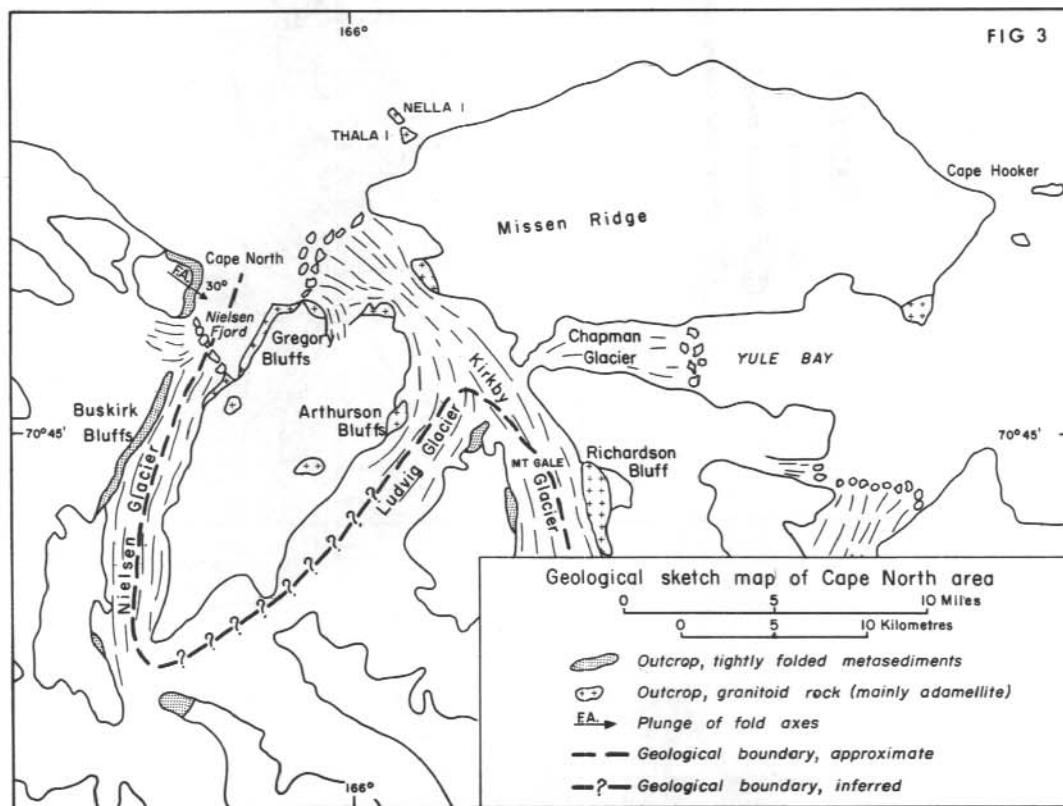 166°
FIG 3
NELLA I
THALA I
Cape Hooker
Missen Ridge
Cape North
F.A.
30°
Nielsen
Fjord
Gregory
Bluffs
Chapman
Glacier
YULE BAY
Kirkby
Glacier
Buskirk
Bluffs
Arthurson
Bluffs
Ludvig Glacier
70°45'
70°45'
MT GALE
Richardson
Bluff
Nielsen Glacier
? ? ? ? ? ? ? ?
166°
Geological sketch map of Cape North area
0 5 10 Miles
0 5 10 Kilometres
Outcrop, tightly folded metasediments
Outcrop, granitoid rock (mainly adamellite)
F.A. Plunge of fold axes
Geological boundary, approximate
? Geological boundary, inferred